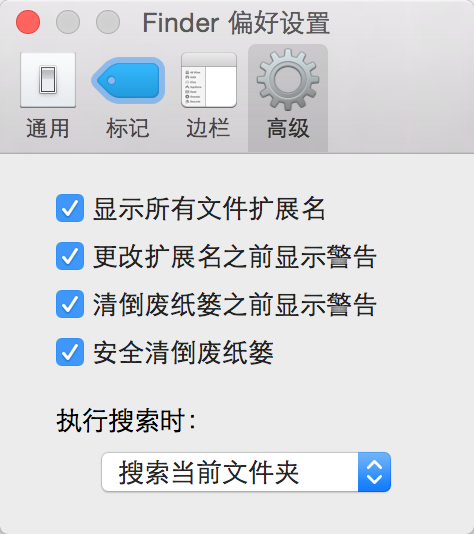 Finder 偏好设置
通用 标记 边栏 高级
显示所有文件扩展名
更改扩展名之前显示警告
清倒废纸篓之前显示警告
安全清倒废纸篓
执行搜索时：
搜索当前文件夹